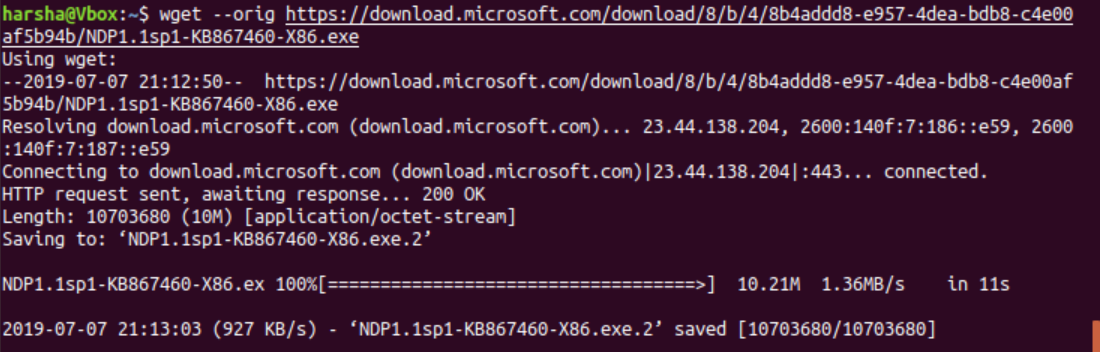 harsha@Vbox:~$ wget --orig https://download.microsoft.com/download/8/b/4/8b4addd8-e957-4dea-bdb8-c4e00
af5b94b/NDP1.1sp1-KB867460-X86.exe
Using wget:
--2019-07-07 21:12:50--  https://download.microsoft.com/download/8/b/4/8b4addd8-e957-4dea-bdb8-c4e00af
5b94b/NDP1.1sp1-KB867460-X86.exe
Resolving download.microsoft.com (download.microsoft.com)... 23.44.138.204, 2600:140f:7:186::e59, 2600
:140f:7:187::e59
Connecting to download.microsoft.com (download.microsoft.com)|23.44.138.204|:443... connected.
HTTP request sent, awaiting response... 200 OK
Length: 10703680 (10M) [application/octet-stream]
Saving to: ‘NDP1.1sp1-KB867460-X86.exe.2’
NDP1.1sp1-KB867460-X86.ex 100%[===================================>]  10.21M  1.36MB/s    in 11s
2019-07-07 21:13:03 (927 KB/s) - ‘NDP1.1sp1-KB867460-X86.exe.2’ saved [10703680/10703680]